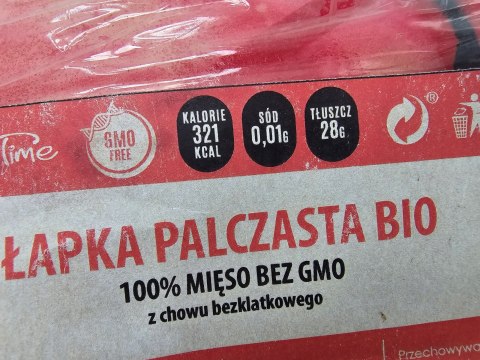 Time
GMO
FREE
KALORIE
321
KCAL
SÓD
0,01G
TŁUSZCZ
28G
®
ŁAPKA PALCZASTA BIO
100% MIĘSO BEZ GMO
z chowu bezklatkowego
Przechowywa